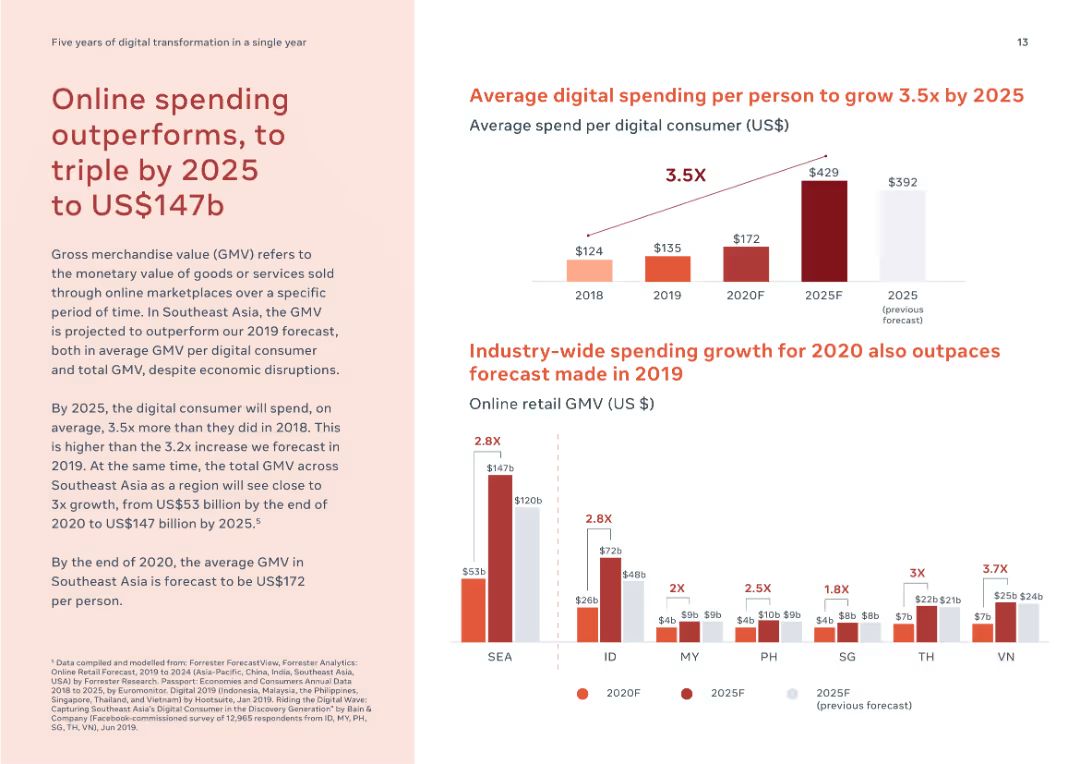 Five years of digital transformation in a single year
13
Online spending
outperforms, to
triple by 2025
to US$147b
Gross merchandise value (GMV) refers to
the monetary value of goods or services sold
through online marketplaces over a specific
period of time. In Southeast Asia, the GMV
is projected to outperform our 2019 forecast,
both in average GMV per digital consumer
and total GMV, despite economic disruptions.
By 2025, the digital consumer will spend, on
average, 3.5x more than they did in 2018. This
is higher than the 3.2x increase we forecast in
2019. At the same time, the total GMV across
Southeast Asia as a region will see close to
3x growth, from US$53 billion by the end of
2020 to US$147 billion by 2025.⁵
By the end of 2020, the average GMV in
Southeast Asia is forecast to be US$172
per person.
⁵ Data compiled and modelled from: Forrester ForecastView, Forrester Analytics:
Online Retail Forecast, 2019 to 2024 (Asia-Pacific, China, India, Southeast Asia,
USA) by Forrester Research. Passport: Economies and Consumers Annual Data
2018 to 2025, by Euromonitor. Digital 2019 (Indonesia, Malaysia, the Philippines,
Singapore, Thailand, and Vietnam) by Hootsuite, Jan 2019. Riding the Digital Wave:
Capturing Southeast Asia's Digital Consumer in the Discovery Generation" by Bain &
Company (Facebook-commissioned survey of 12,965 respondents from ID, MY, PH,
SG, TH, VN), Jun 2019.
Average digital spending per person to grow 3.5x by 2025
Average spend per digital consumer (US$)
3.5X
$124 $135 $172 $429 $392
2018 2019 2020F 2025F 2025
(previous
forecast)
Industry-wide spending growth for 2020 also outpaces
forecast made in 2019
Online retail GMV (US $)
2.8X 2.8X 2X 2.5X 1.8X 3X 3.7X
$53b $147b $120b $26b $72b $48b $4b $9b $9b $4b $10b $9b $4b $8b $8b $7b $22b $21b $7b $25b $24b
SEA ID MY PH SG TH VN
2020F 2025F 2025F
(previous forecast)